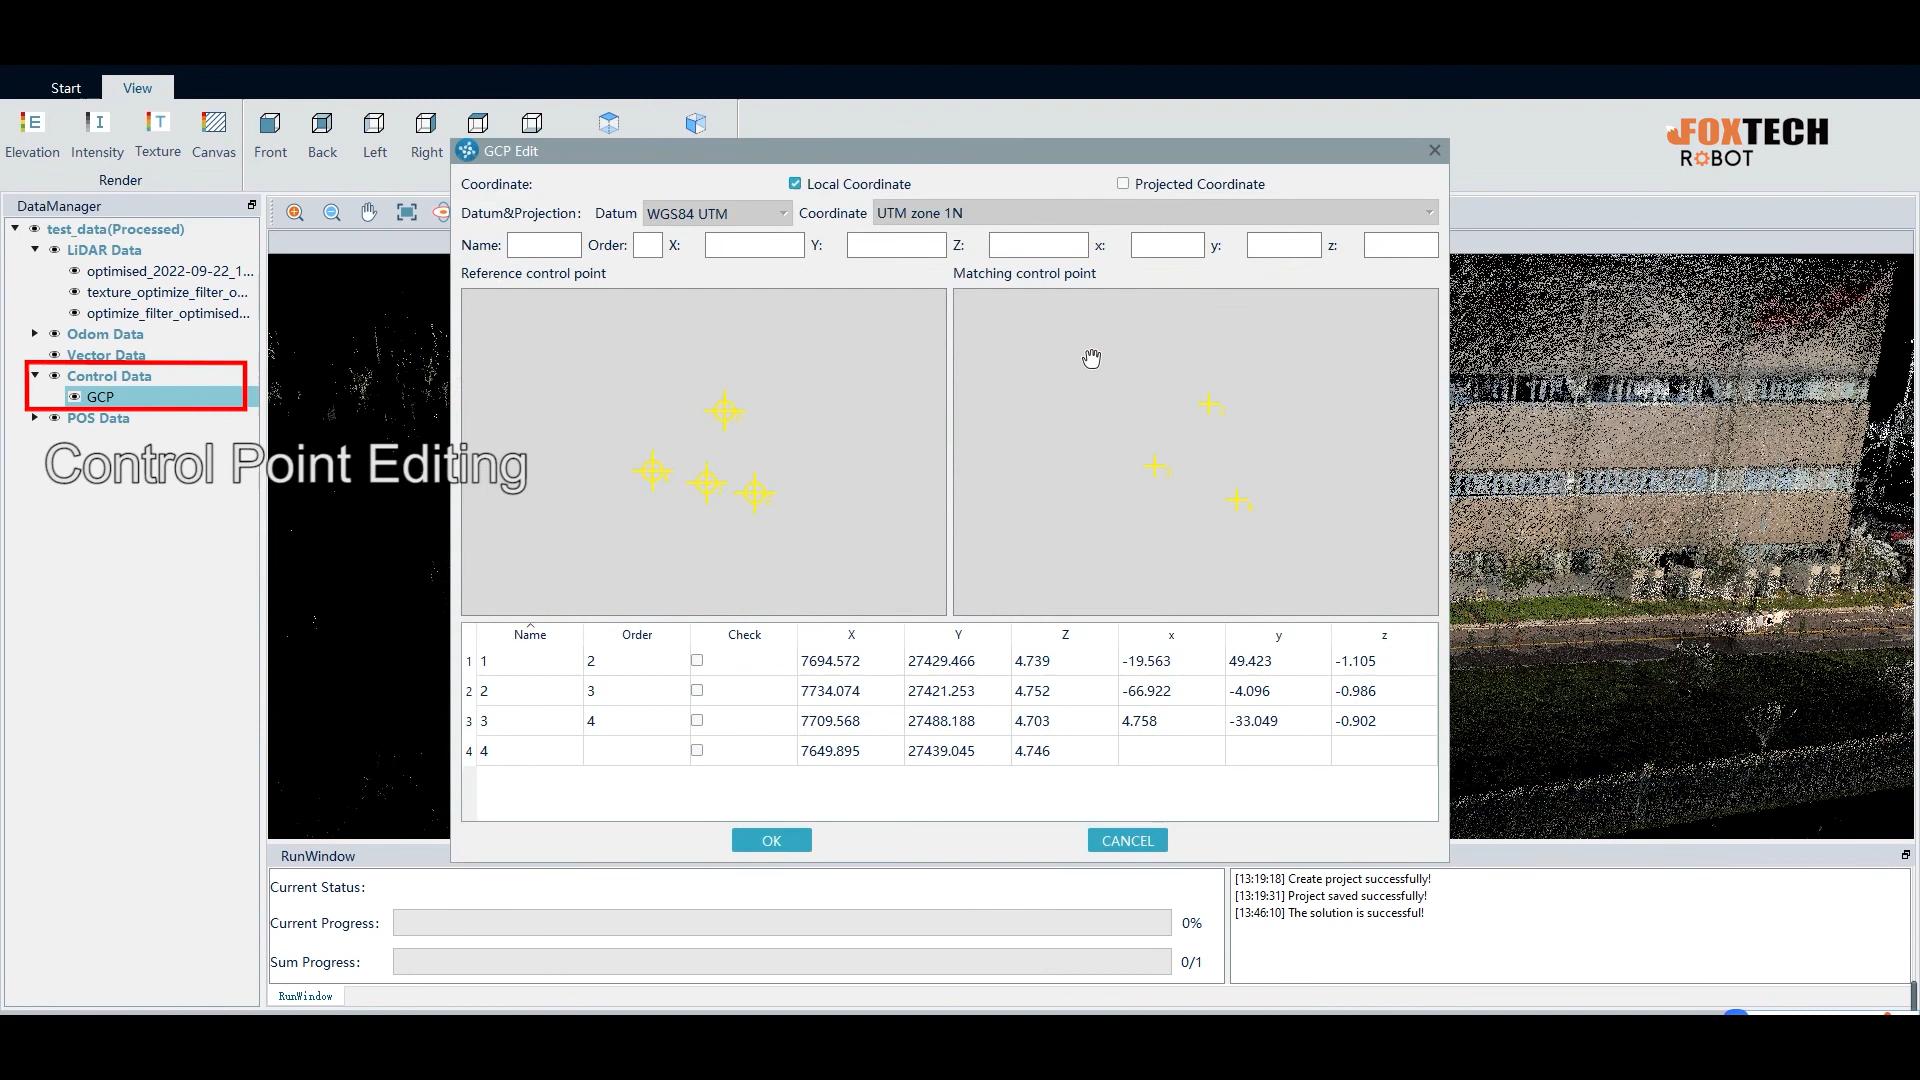 Start View
Elevation Intensity Texture Canvas Front Back Left Right
Render
FOXTECH
ROBOT
GCP Edit
Coordinate: Local Coordinate Projected Coordinate
Datum&Projection: Datum WGS84 UTM Coordinate UTM zone 1N
Name: Order: X: Y: Z: x: y: z:
Reference control point Matching control point
DataManager
test_data(Processed)
LiDAR Data
optimised_2022-09-22_1...
texture_optimize_filter_o...
optimize_filter_optimised...
Odom Data
Vector Data
Control Data
GCP
POS Data
Control Point Editing
Name Order Check X Y Z x y z
1 1 2 7694.572 27429.466 4.739 -19.563 49.423 -1.105
2 2 3 7734.074 27421.253 4.752 -66.922 -4.096 -0.986
3 3 4 7709.568 27488.188 4.703 4.758 -33.049 -0.902
4 4 7649.895 27439.045 4.746
OK CANCEL
RunWindow
Current Status:
Current Progress: 0%
Sum Progress: 0/1
RunWindow
[13:19:18] Create project successfully!
[13:19:31] Project saved successfully!
[13:46:10] The solution is successful!